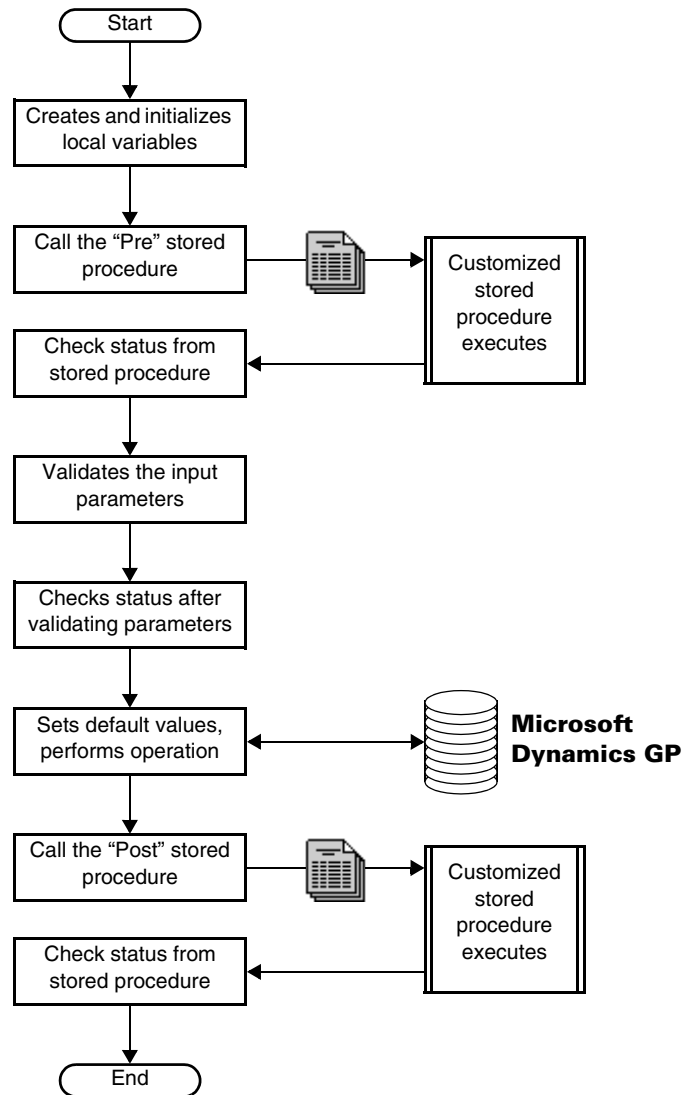 Start
Creates and initializes
local variables
Call the “Pre” stored
procedure
Customized
stored
procedure
executes
Check status from
stored procedure
Validates the input
parameters
Checks status after
validating parameters
Sets default values,
performs operation
Microsoft
Dynamics GP
Call the “Post” stored
procedure
Customized
stored
procedure
executes
Check status from
stored procedure
End